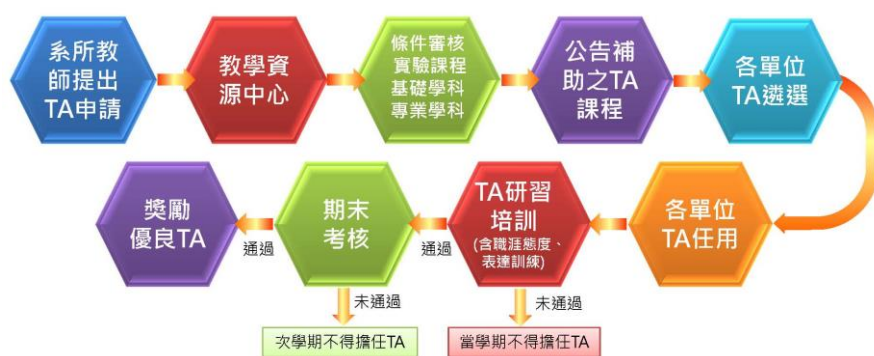 系所教
師提出
TA申請
教學資
源中心
條件審核
實驗課程
基礎學科
專業學科
公告補
助之TA
課程
各單位
TA遴選
各單位
TA任用
TA研習
培訓
(含職涯態度、
表達訓練)
通過
未通過
當學期不得擔任TA
期末
考核
通過
未通過
次學期不得擔任TA
獎勵
優良TA